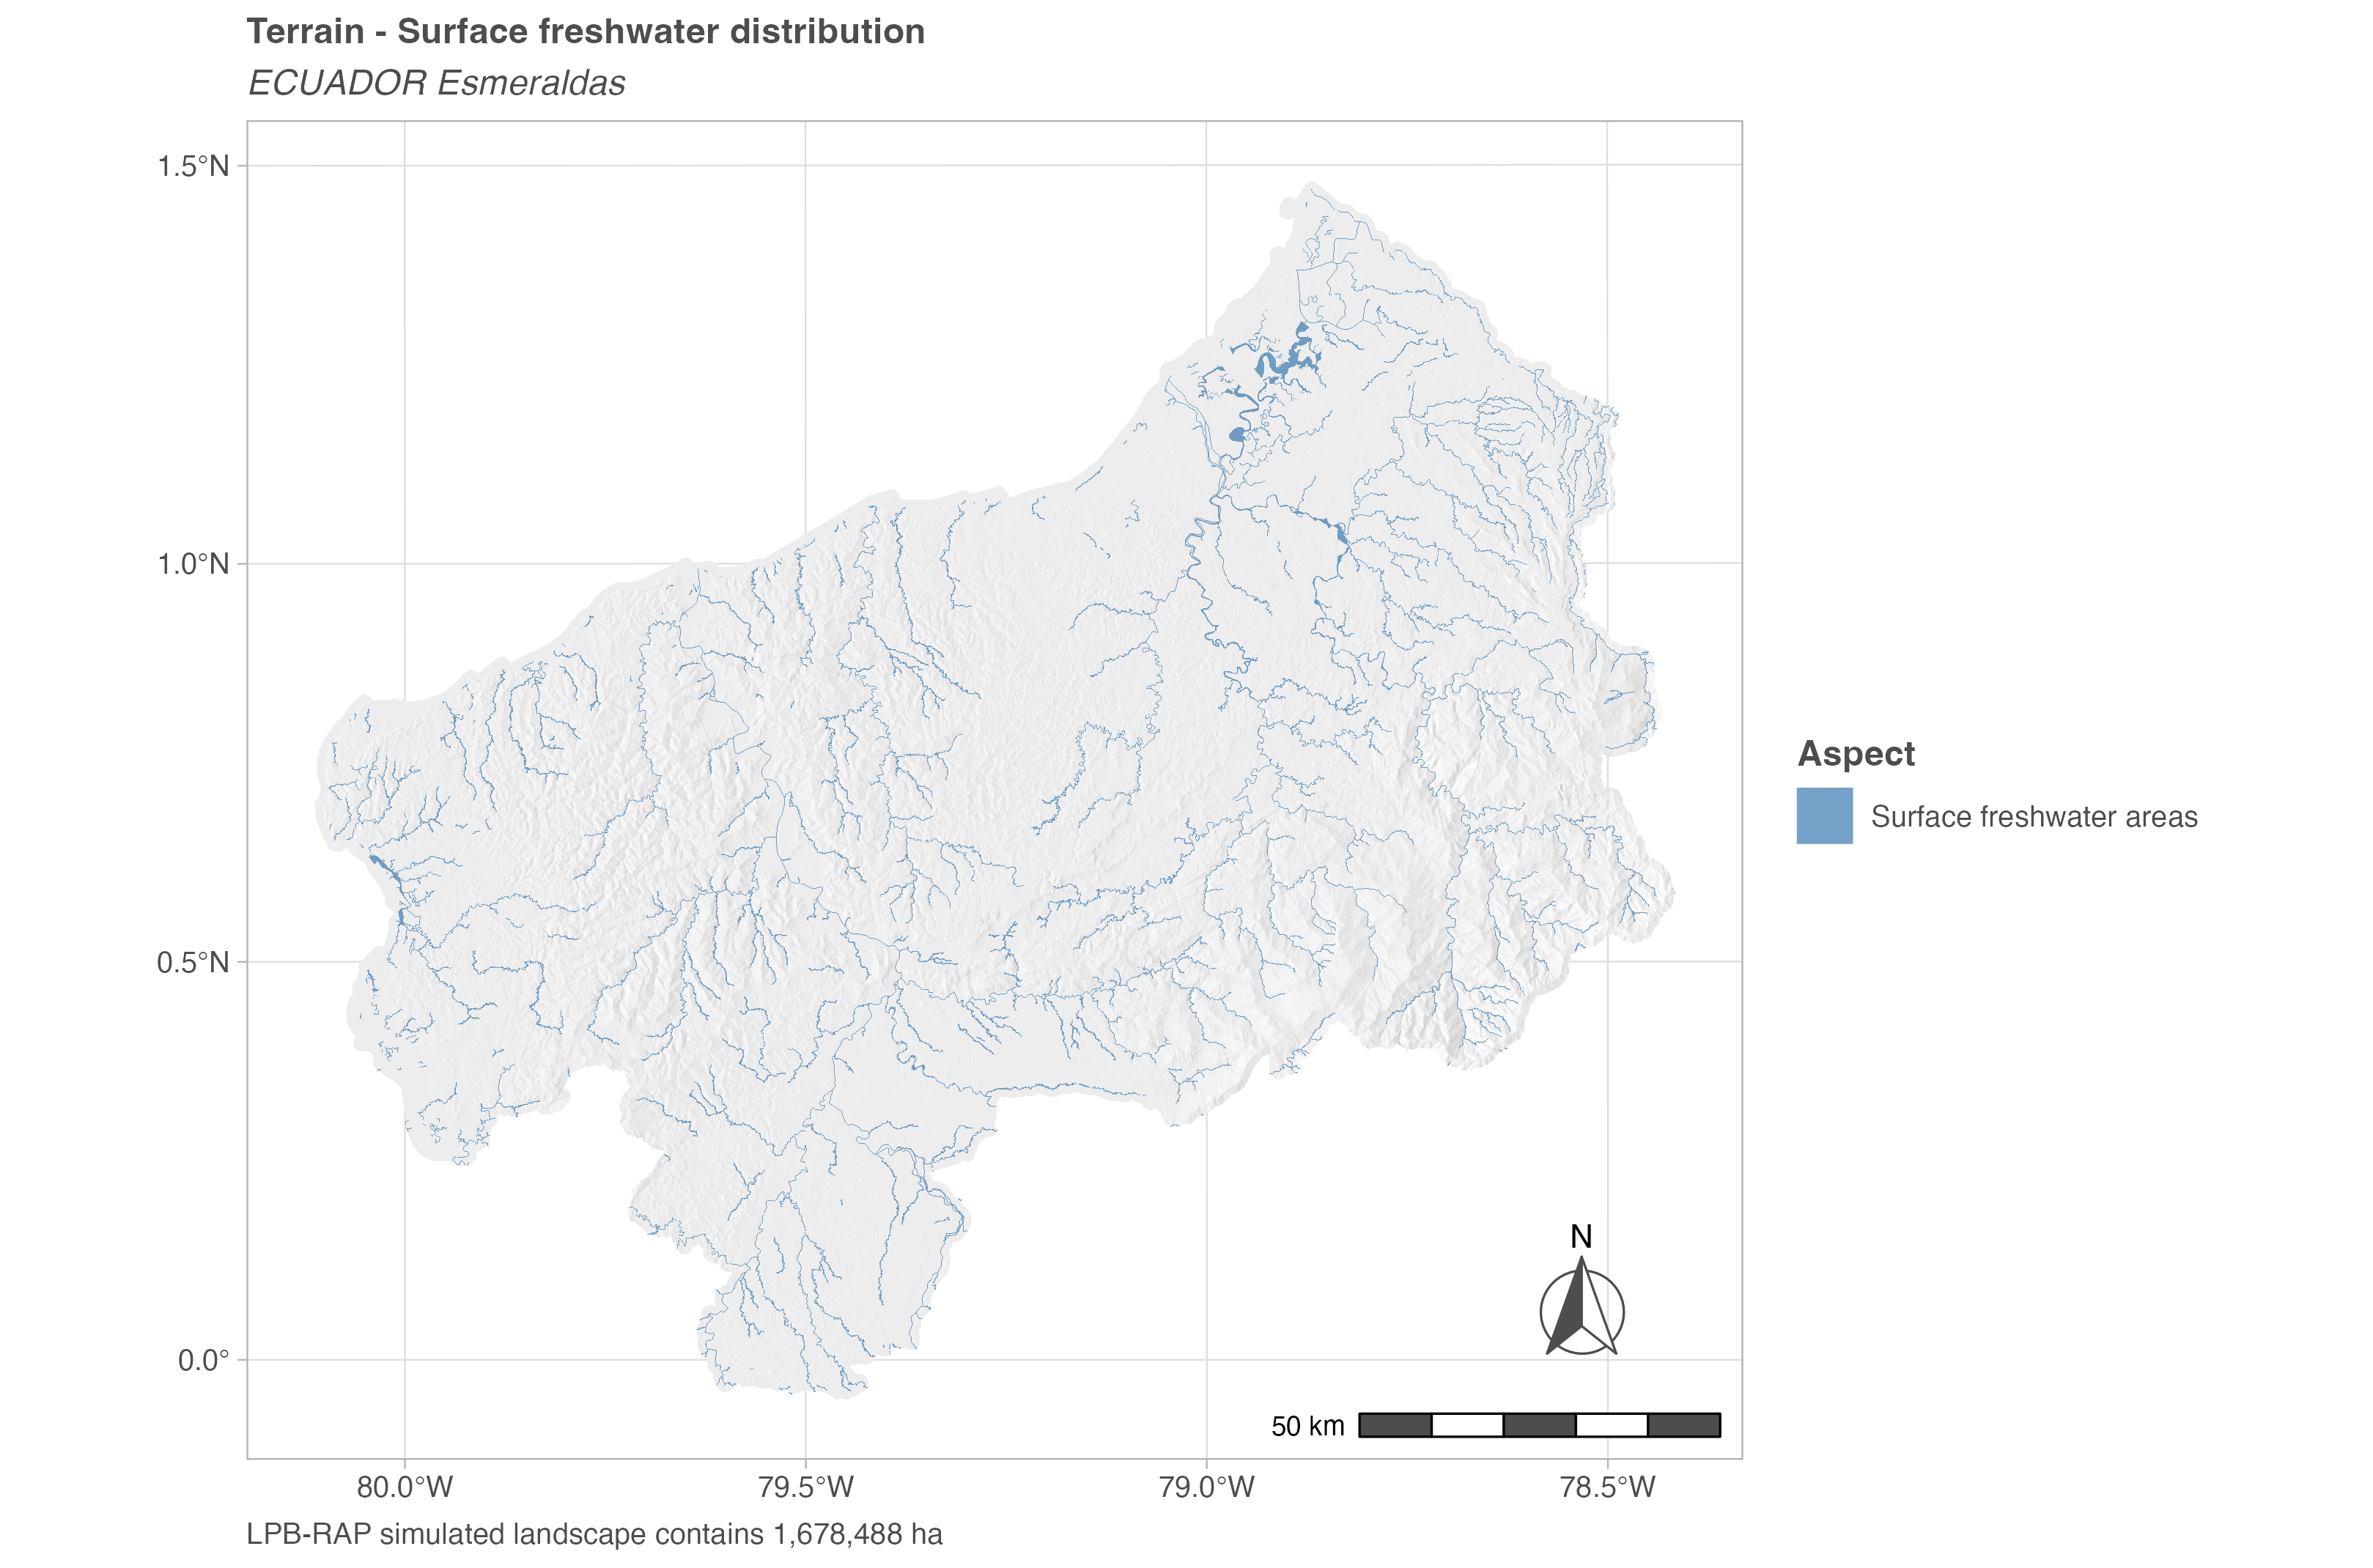 Terrain - Surface freshwater distribution
ECUADOR Esmeraldas
1.5°N
1.0°N
0.5°N
0.0°
80.0°W
79.5°W
79.0°W
78.5°W
N
50 km
Aspect
Surface freshwater areas
LPB-RAP simulated landscape contains 1,678,488 ha